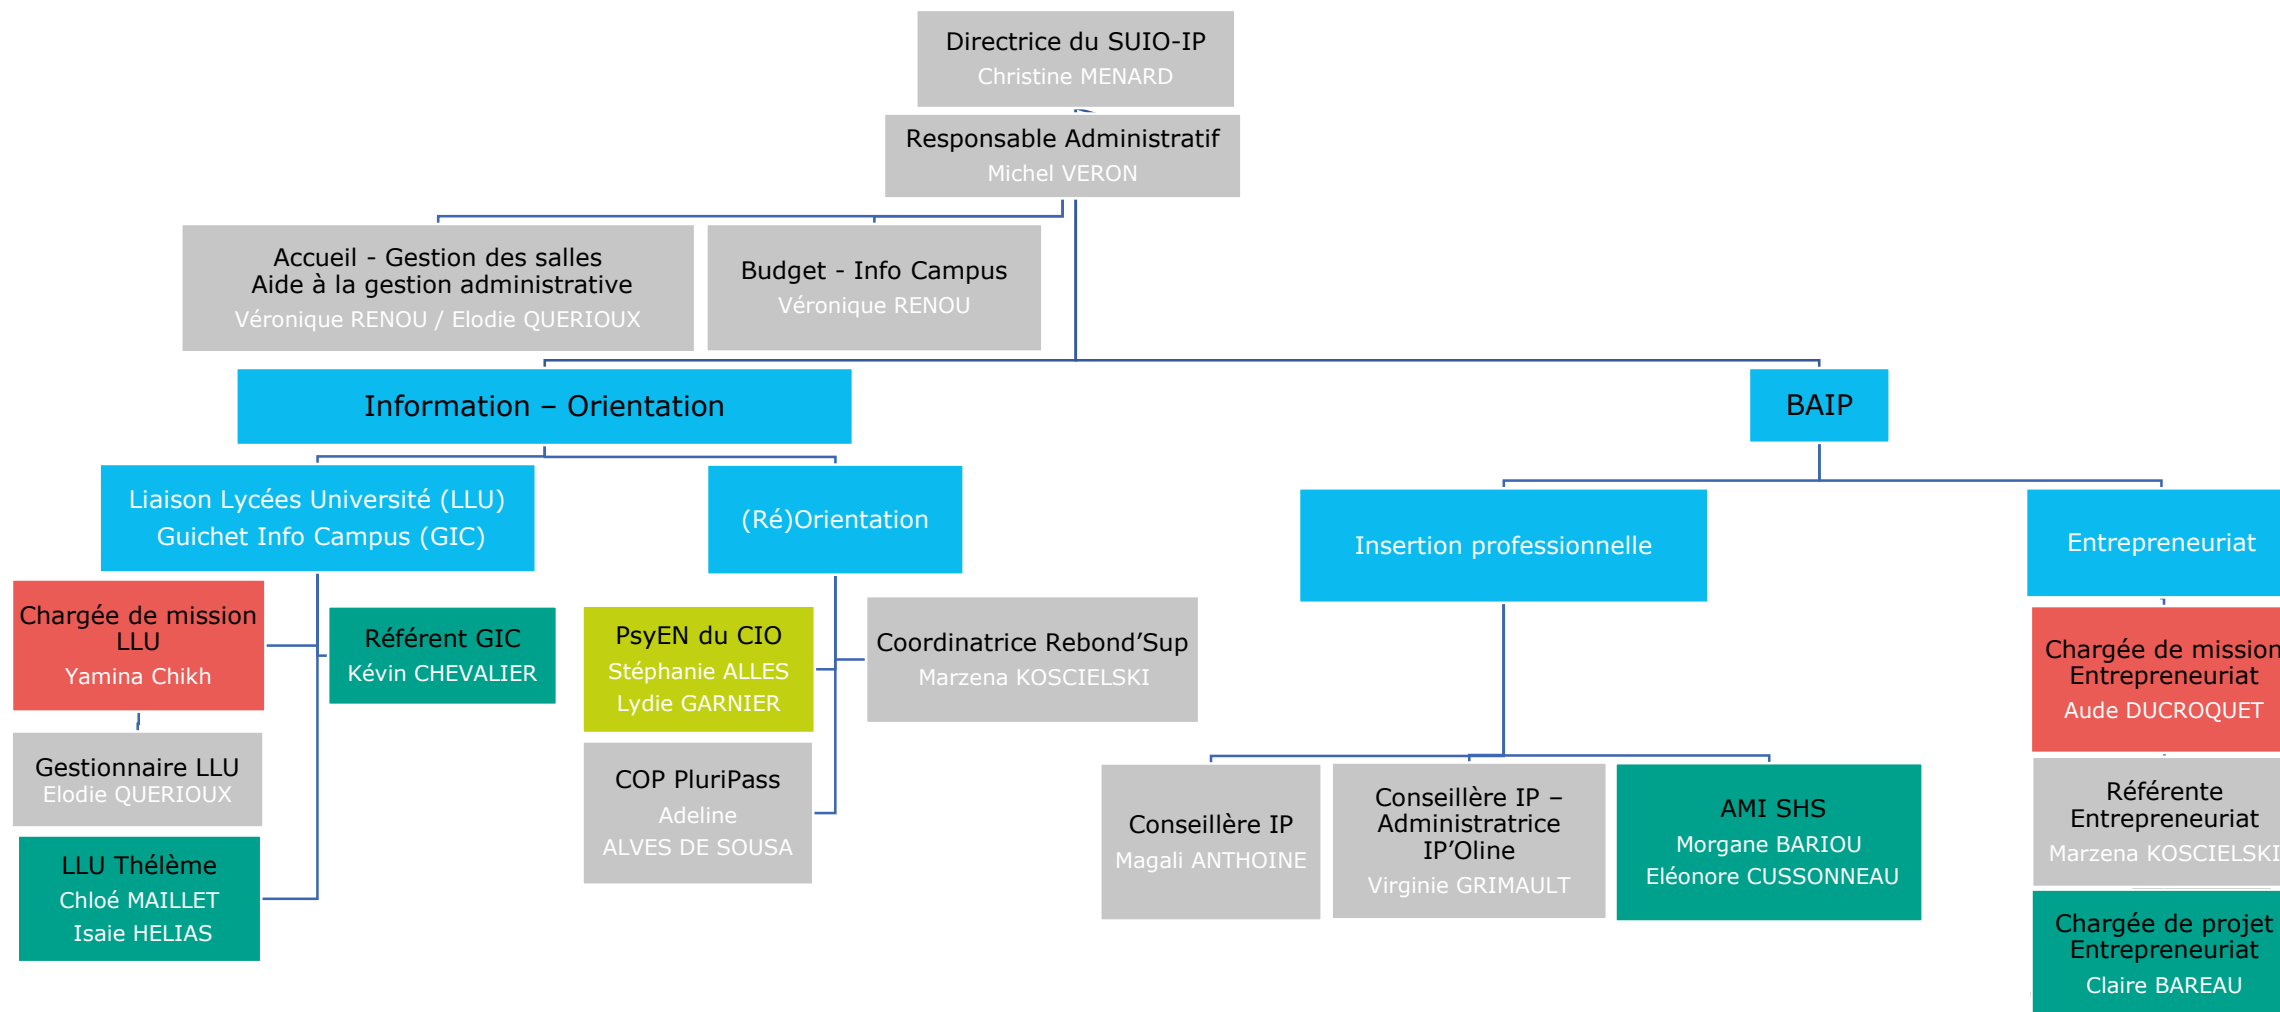 Directrice du SUIO-IP
Christine MENARD
Responsable Administratif
Michel VERON
Accueil - Gestion des salles
Aide à la gestion administrative
Véronique RENOU / Elodie QUERIOUX
Budget - Info Campus
Véronique RENOU
Information – Orientation
BAIP
Liaison Lycées Université (LLU)
Guichet Info Campus (GIC)
(Ré)Orientation
Insertion professionnelle
Entrepreneuriat
Chargée de mission
LLU
Yamina Chikh
Référent GIC
Kévin CHEVALIER
PsyEN du CIO
Stéphanie ALLES
Lydie GARNIER
Coordinatrice Rebond’Sup
Marzena KOSCIELSKI
Chargée de mission
Entrepreneuriat
Aude DUCROQUET
Gestionnaire LLU
Elodie QUERIOUX
COP PluriPass
Adeline
ALVES DE SOUSA
Conseillère IP
Magali ANTHOINE
Conseillère IP –
Administratrice
IP’Oline
Virginie GRIMAULT
AMI SHS
Morgane BARIOU
Eléonore CUSSONNEAU
Référente
Entrepreneuriat
Marzena KOSCIELSKI
LLU Thélème
Chloé MAILLET
Isaie HELIAS
Chargée de projet
Entrepreneuriat
Claire BAREAU